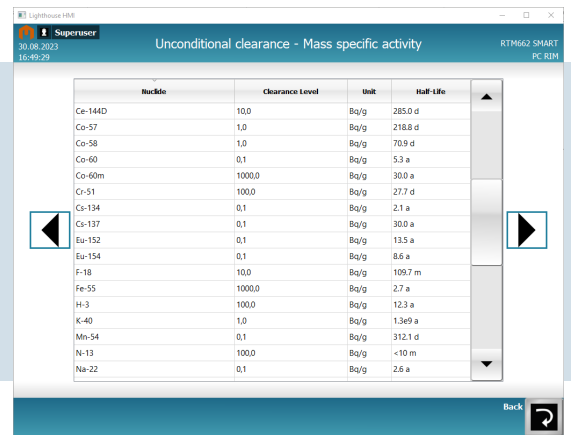 Lighthouse HMI
Superuser
30.08.2023
16:49:29
Unconditional clearance - Mass specific activity
RTM662 SMART
PC RIM
Nuclide Clearance Level Unit Half-Life
Ce-144D 10,0 Bq/g 285.0 d
Co-57 1,0 Bq/g 218.8 d
Co-58 1,0 Bq/g 70.9 d
Co-60 0,1 Bq/g 5.3 a
Co-60m 1000,0 Bq/g 30.0 a
Cr-51 100,0 Bq/g 27.7 d
Cs-134 0,1 Bq/g 2.1 a
Cs-137 0,1 Bq/g 30.0 a
Eu-152 0,1 Bq/g 13.5 a
Eu-154 0,1 Bq/g 8.6 a
F-18 10,0 Bq/g 109.7 m
Fe-55 1000,0 Bq/g 2.7 a
H-3 100,0 Bq/g 12.3 a
K-40 1,0 Bq/g 1.3e9 a
Mn-54 0,1 Bq/g 312.1 d
N-13 100,0 Bq/g <10 m
Na-22 0,1 Bq/g 2.6 a
Back